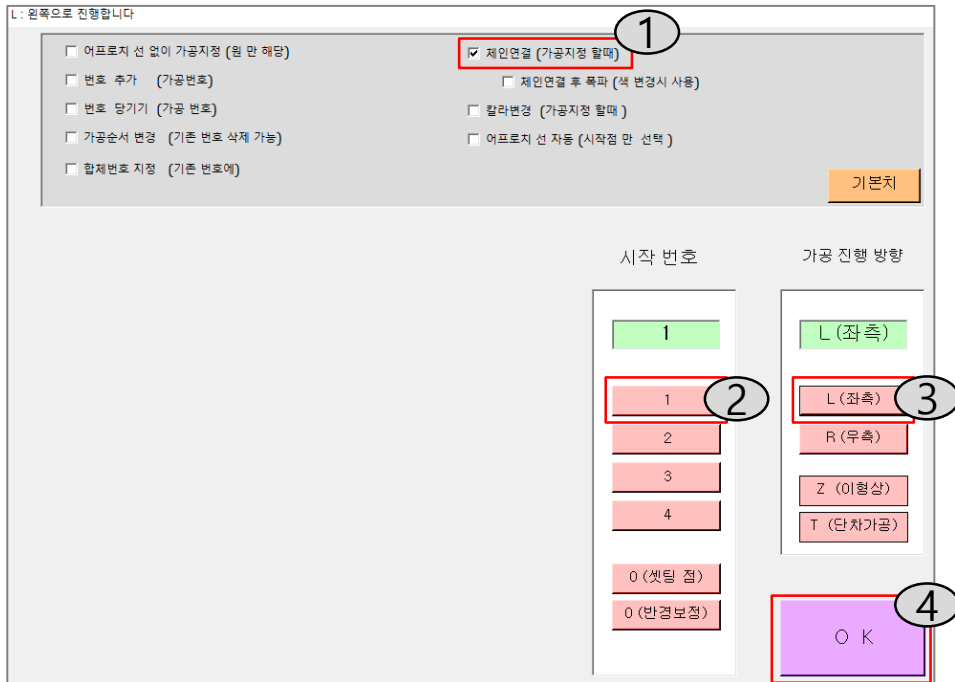 L : 왼쪽으로 진행합니다
어프로치 선 없이 가공지정 (원 만 해당)
번호 추가 (가공번호)
번호 당기기 (가공 번호)
가공순서 변경 (기존 번호 삭제 가능)
합체번호 지정 (기존 번호에)
체인연결 (가공지정 할때)
1
체인연결 후 폭파 (색 변경시 사용)
칼라변경 (가공지정 할때 )
어프로치 선 자동 (시작점 만 선택 )
기본치
시작 번호
1
1
2
2
3
4
0 (셋팅 점)
0 (반경보정)
가공 진행 방향
L (좌측)
L (좌측)
3
R (우측)
Z (이형상)
T (단차가공)
4
O K